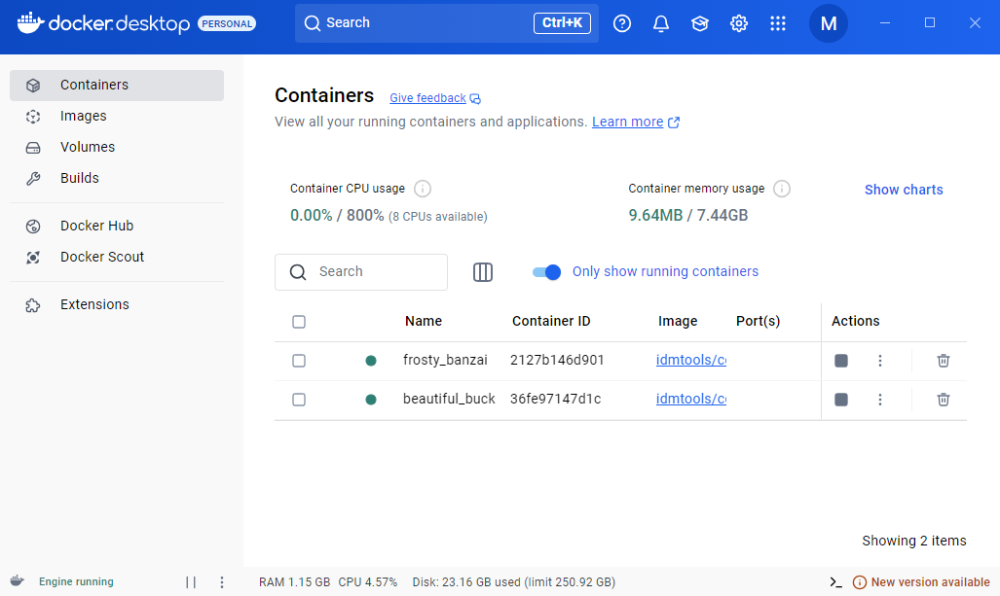 docker.desktop PERSONAL Search Ctrl+K M
Containers
Images
Volumes
Builds
Docker Hub
Docker Scout
Extensions
Containers Give feedback
View all your running containers and applications. Learn more
Container CPU usage
0.00% / 800% (8 CPUs available)
Container memory usage
9.64MB / 7.44GB
Show charts
Search
Only show running containers
Name Container ID Image Port(s) Actions
frosty_banzai 2127b146d901 idmtools/c
beautiful_buck 36fe97147d1c idmtools/c
Showing 2 items
Engine running
RAM 1.15 GB CPU 4.57% Disk: 23.16 GB used (limit 250.92 GB)
New version available